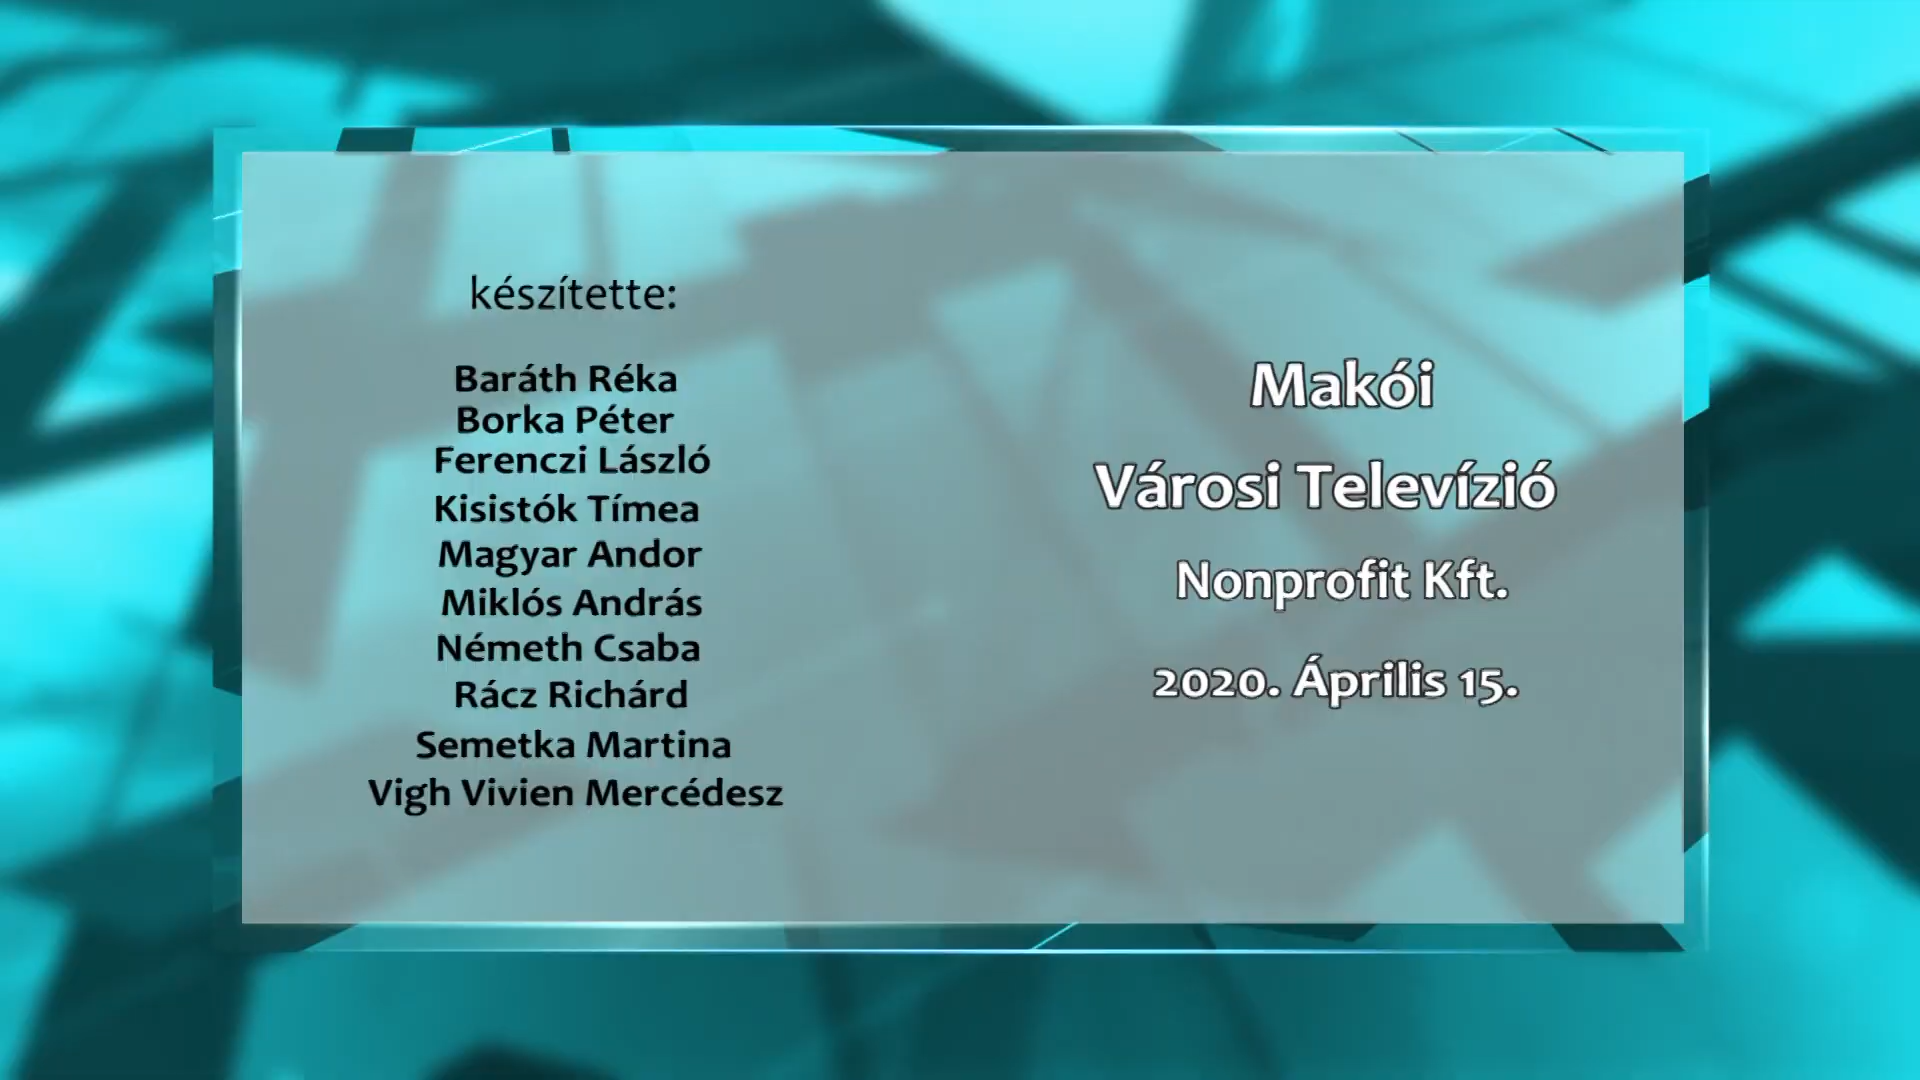 készítette:
Baráth Réka
Borka Péter
Ferenczi László
Kisistók Tímea
Magyar Andor
Miklós András
Németh Csaba
Rácz Richárd
Semetka Martina
Vigh Vivien Mercédesz
Makói
Városi Televízió
Nonprofit Kft.
2020. Április 15.